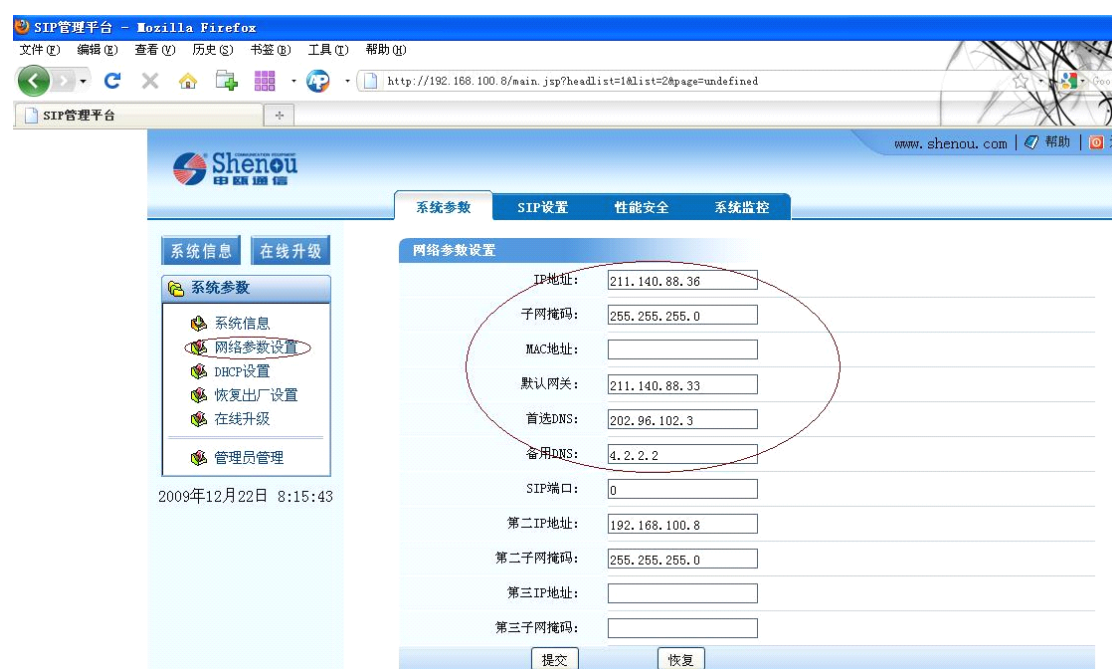 SIP管理平台 - Mozilla Firefox
文件(F) 编辑(E) 查看(V) 历史(S) 书签(B) 工具(T) 帮助(H)
http://192.168.100.8/main.jsp?headlist=1&list=2&page=undefined
SIP管理平台
www.shenou.com | 帮助 |
COMMUNICATION EQUIPMENT
Shenou
申瓯通信
系统参数 SIP设置 性能安全 系统监控
系统信息 在线升级
系统参数
系统信息
网络参数设置
DHCP设置
恢复出厂设置
在线升级
管理员管理
2009年12月22日 8:15:43
网络参数设置
IP地址: 211.140.88.36
子网掩码: 255.255.255.0
MAC地址:
默认网关: 211.140.88.33
首选DNS: 202.96.102.3
备用DNS: 4.2.2.2
SIP端口: 0
第二IP地址: 192.168.100.8
第二子网掩码: 255.255.255.0
第三IP地址:
第三子网掩码:
提交 恢复